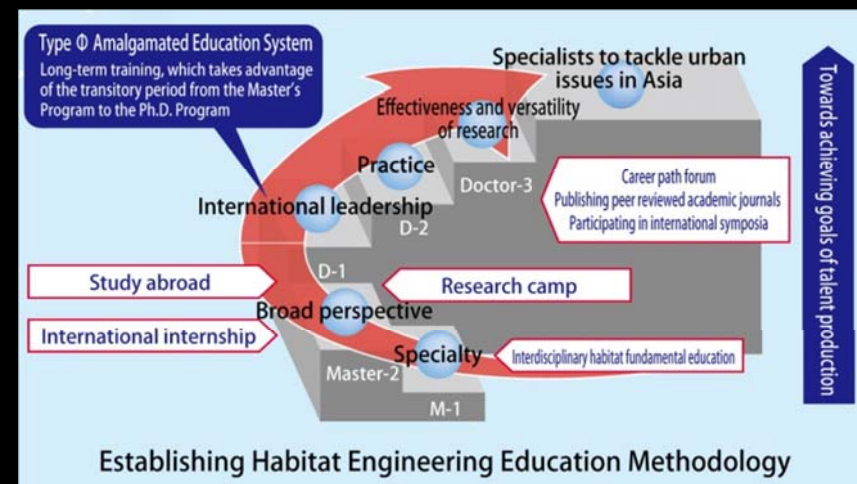 Type Φ Amalgamated Education System
Long-term training, which takes advantage
of the transitory period from the Master's
Program to the Ph.D. Program
Specialists to tackle urban
issues in Asia
Effectiveness and versatility
of research
Practice
International leadership
Doctor-3
D-2
D-1
Career path forum
Publishing peer reviewed academic journals
Participating in international symposia
Study abroad
Research camp
Broad perspective
International internship
Specialty
Interdisciplinary habitat fundamental education
Master-2
M-1
Towards achieving goals of talent production
Establishing Habitat Engineering Education Methodology